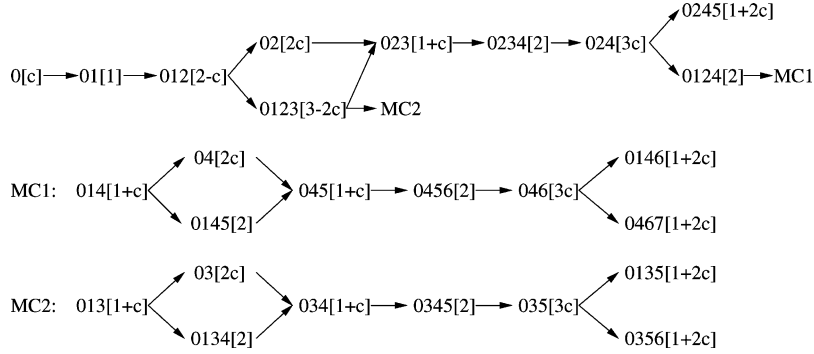 0245[1+2c]
02[2c] 023[1+c] 0234[2] 024[3c]
0[c] 01[1] 012[2-c] 0124[2] MC1
0123[3-2c] MC2
04[2c] 0146[1+2c]
MC1: 014[1+c] 045[1+c] 0456[2] 046[3c]
0145[2] 0467[1+2c]
03[2c] 0135[1+2c]
MC2: 013[1+c] 034[1+c] 0345[2] 035[3c]
0134[2] 0356[1+2c]